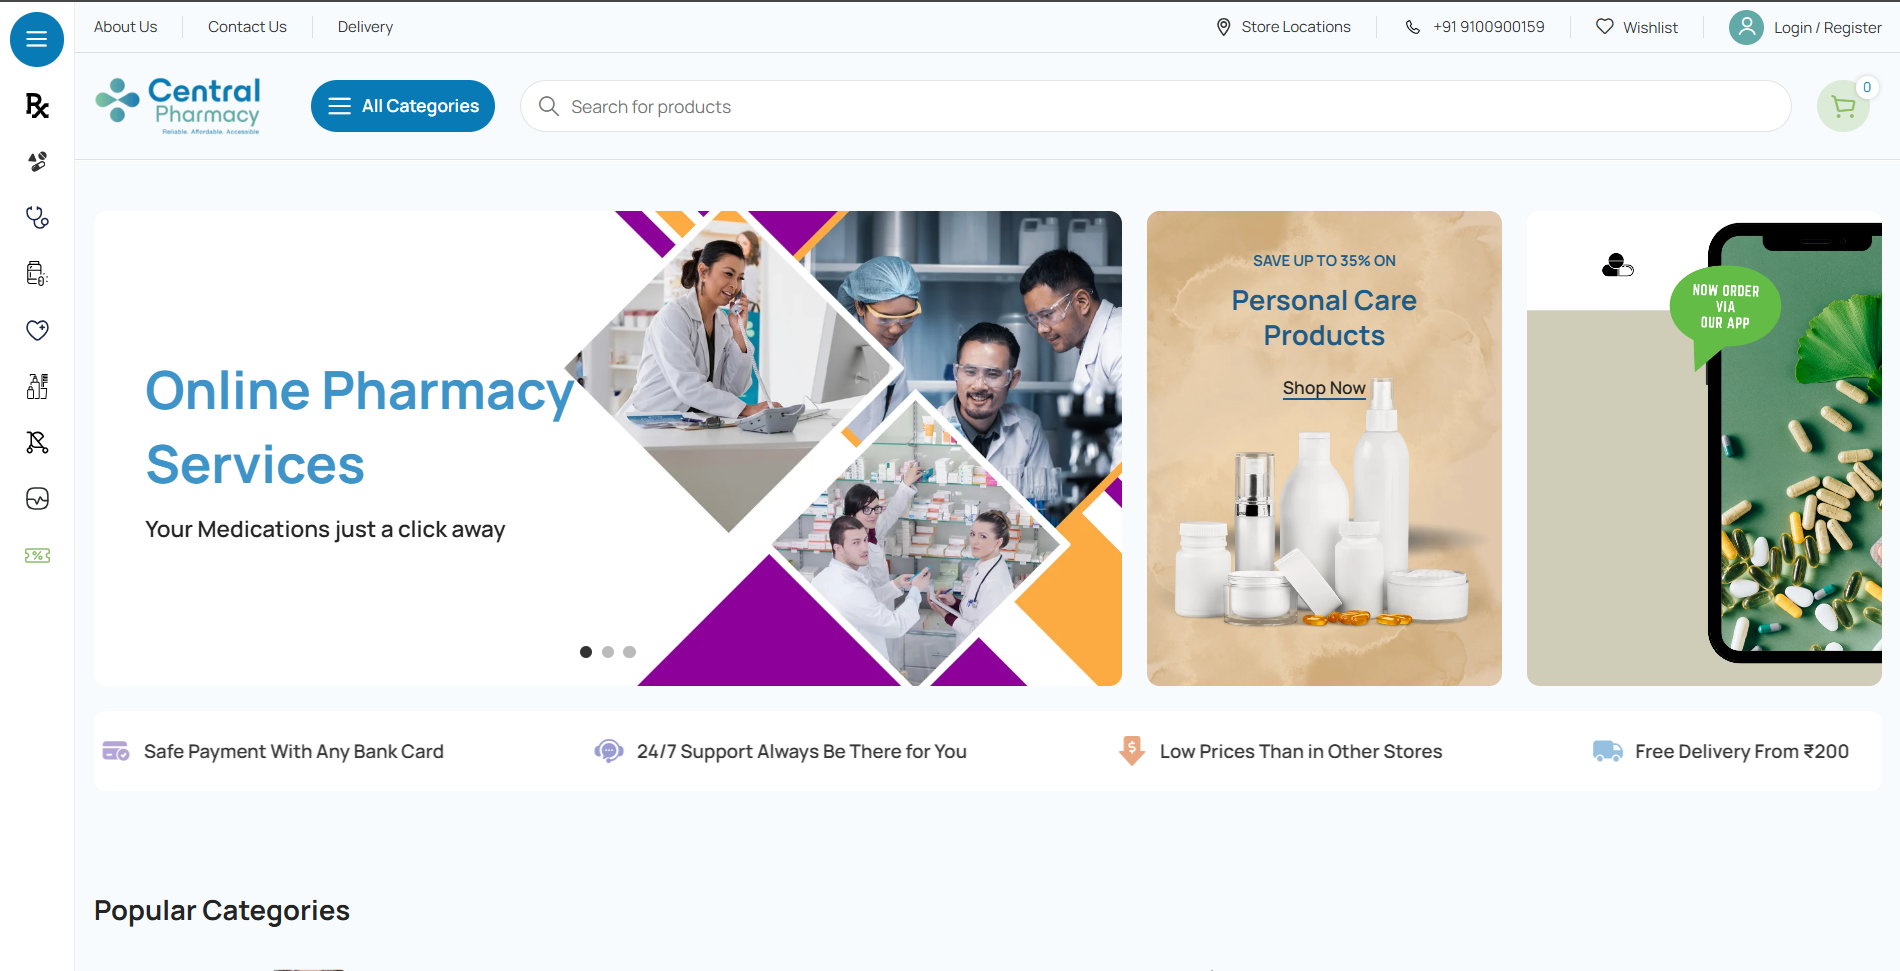 About Us
Contact Us
Delivery
Store Locations
+91 9100900159
Wishlist
Login / Register
Central
Pharmacy
Reliable. Affordable. Accessible
All Categories
Search for products
0
Online Pharmacy
Services
Your Medications just a click away
SAVE UP TO 35% ON
Personal Care
Products
Shop Now
NOW ORDER
VIA
OUR APP
Safe Payment With Any Bank Card
24/7 Support Always Be There for You
Low Prices Than in Other Stores
Free Delivery From ₹200
Popular Categories